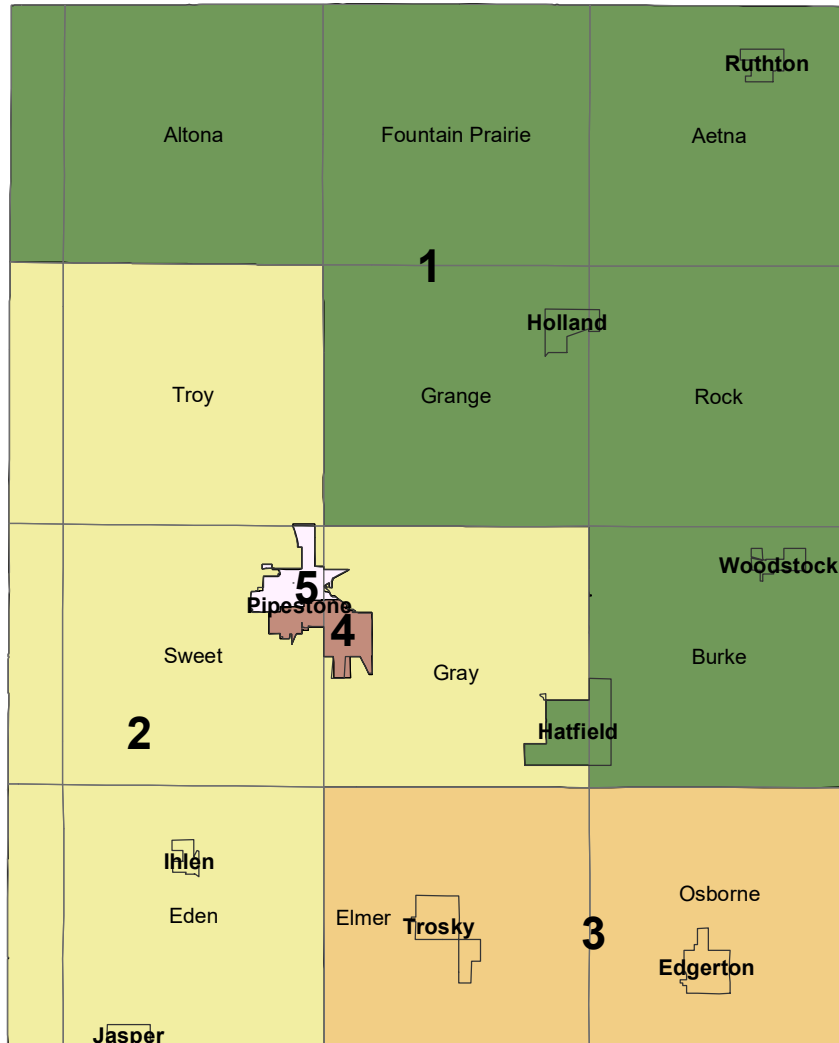 Ruthton
Altona
Fountain Prairie
Aetna
1
Holland
Troy
Grange
Rock
Woodstock
5
Pipestone
4
Sweet
Gray
Burke
2
Hatfield
Ihlen
Eden
Elmer
Trosky
3
Osborne
Edgerton
Jasper